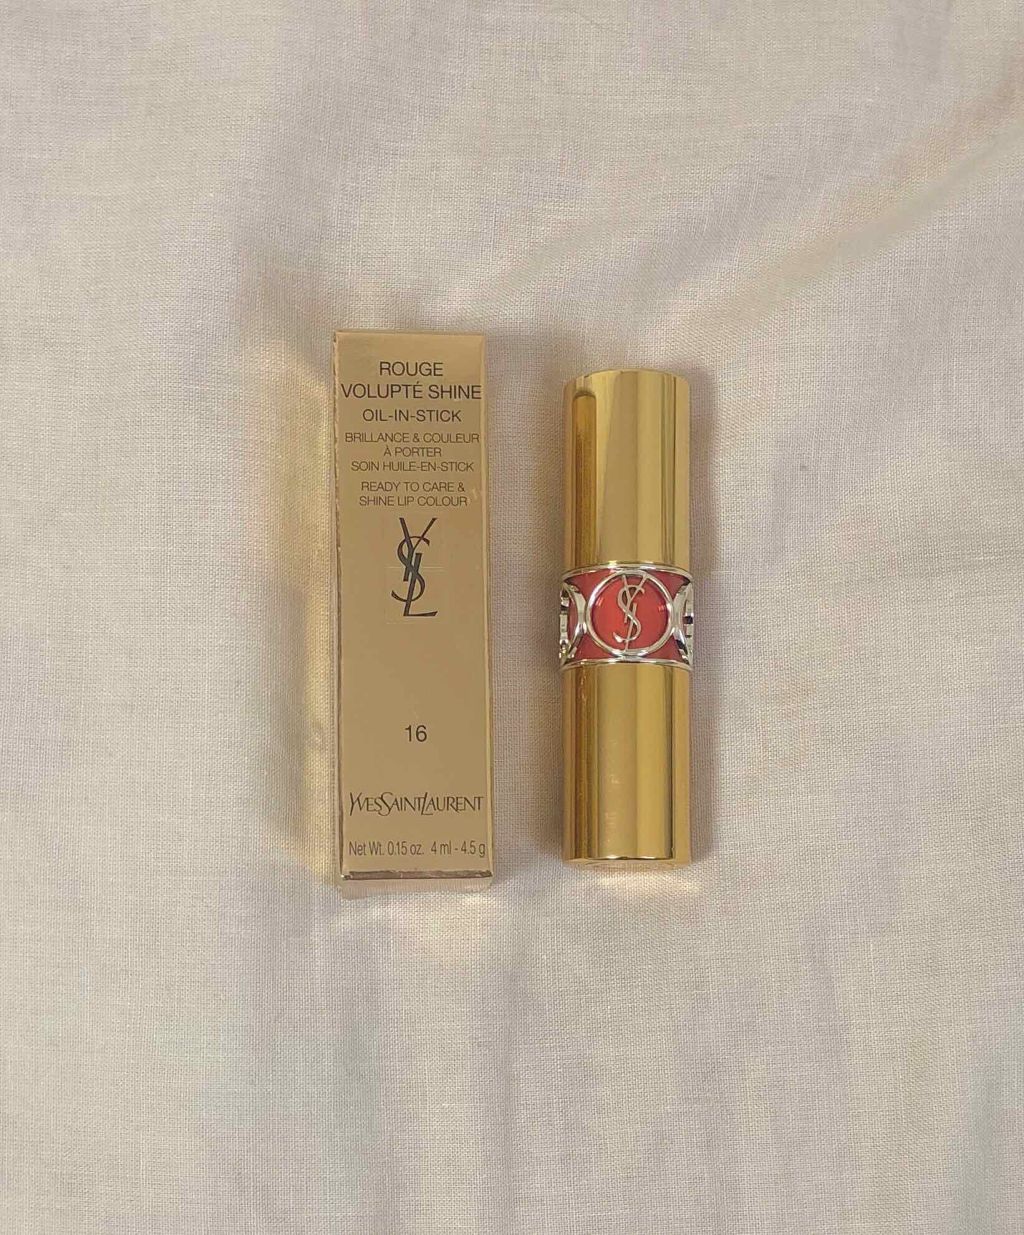 ROUGE
VOLUPTÉ SHINE
OIL-IN-STICK
BRILLANCE & COULEUR
À PORTER
SOIN HUILE-EN-STICK
READY TO CARE &
SHINE LIP COLOUR
YSL
16
YVESSAINTLAURENT
Net Wt. 0.15 oz. 4 ml - 4.5 g
YSL